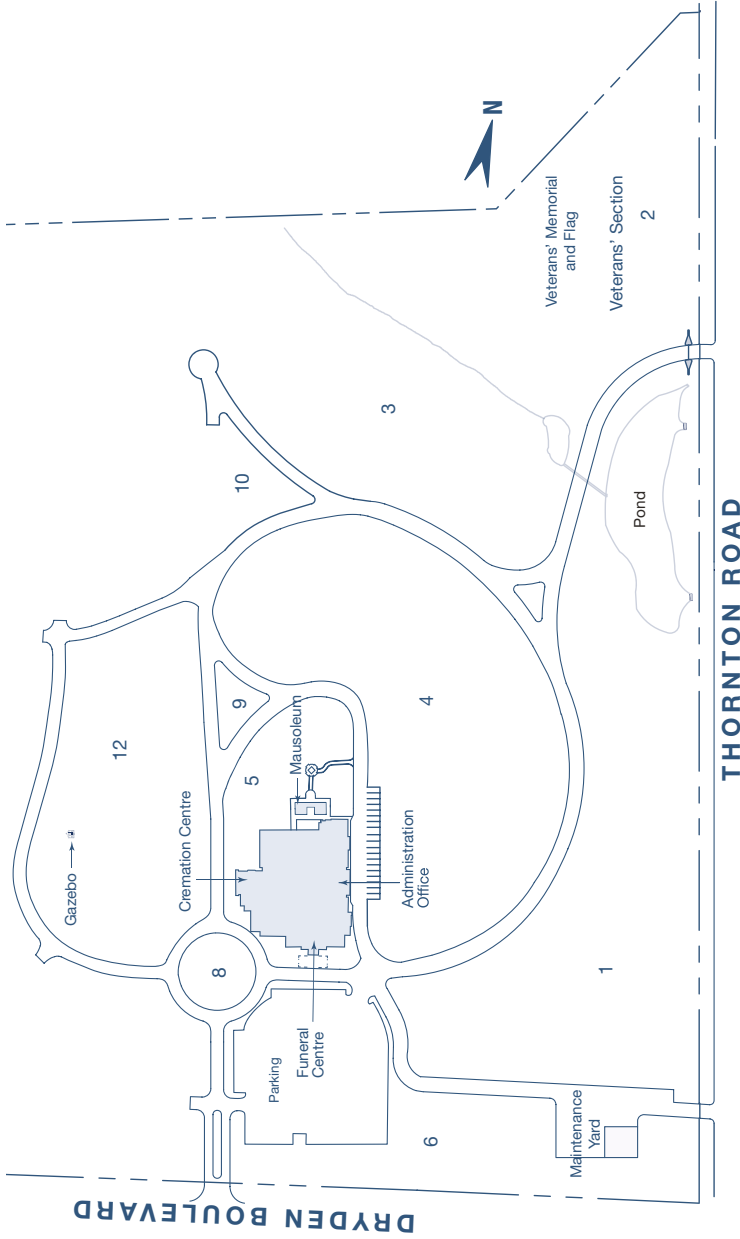 N
Veterans' Memorial
and Flag
Veterans' Section
2
3
10
Pond
THORNTON ROAD
4
9
Mausoleum
5
12
Cremation Centre
Gazebo
Administration
Office
8
1
Funeral
Centre
Parking
6
Maintenance
Yard
DRYDEN BOULEVARD